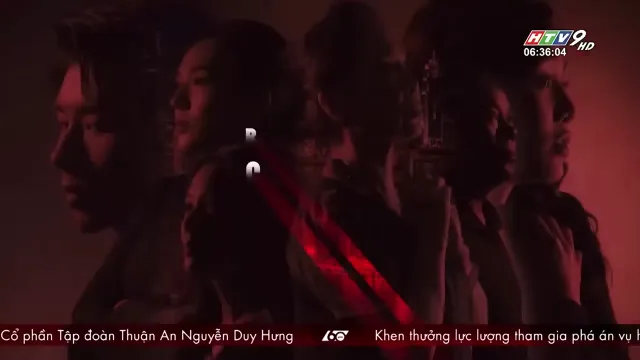 HTV9 HD
06:36:04
Cổ phần Tập đoàn Thuận An Nguyễn Duy Hưng
60 Khen thưởng lực lượng tham gia phá án vụ